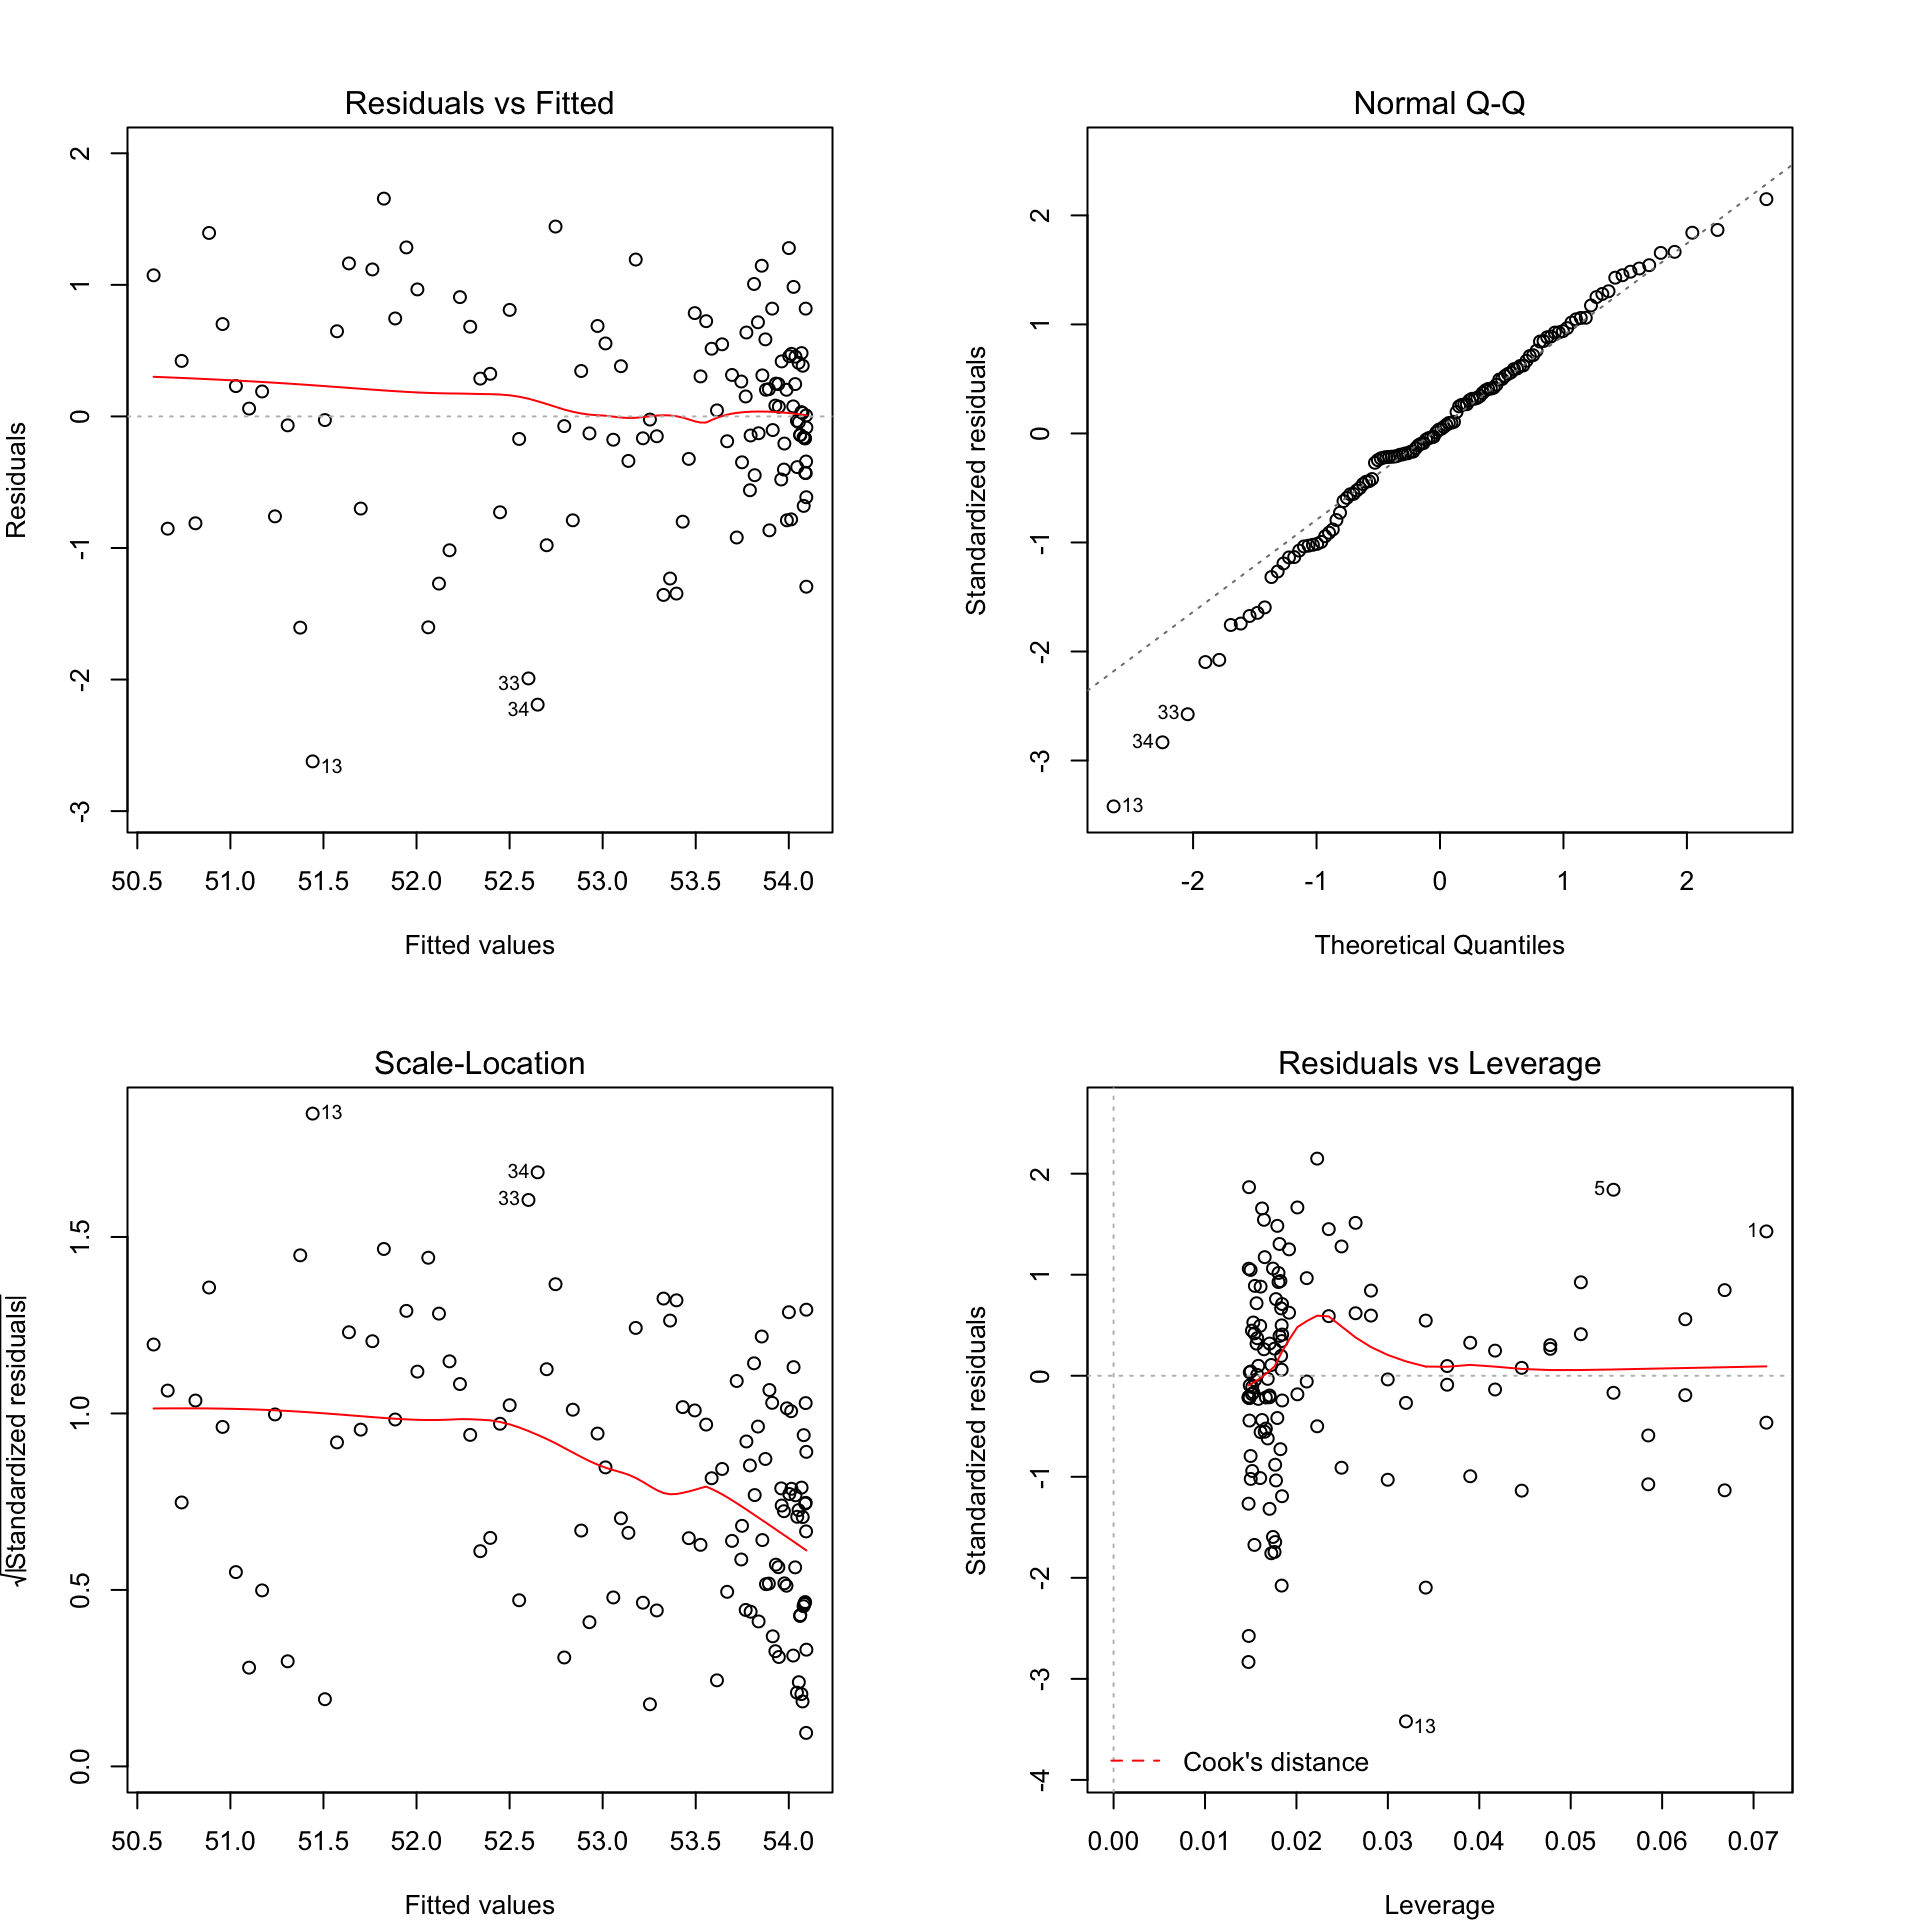 Residuals vs Fitted
Residuals
2
1
0
-1
-2
-3
33
34
13
50.5 51.0 51.5 52.0 52.5 53.0 53.5 54.0
Fitted values
Normal Q-Q
Standardized residuals
2
1
0
-1
-2
-3
33
34
13
-2 -1 0 1 2
Theoretical Quantiles
Scale-Location
√|Standardized residuals|
1.5
1.0
0.5
0.0
13
34
33
50.5 51.0 51.5 52.0 52.5 53.0 53.5 54.0
Fitted values
Residuals vs Leverage
Standardized residuals
2
1
0
-1
-2
-3
-4
5
1
13
Cook's distance
0.00 0.01 0.02 0.03 0.04 0.05 0.06 0.07
Leverage